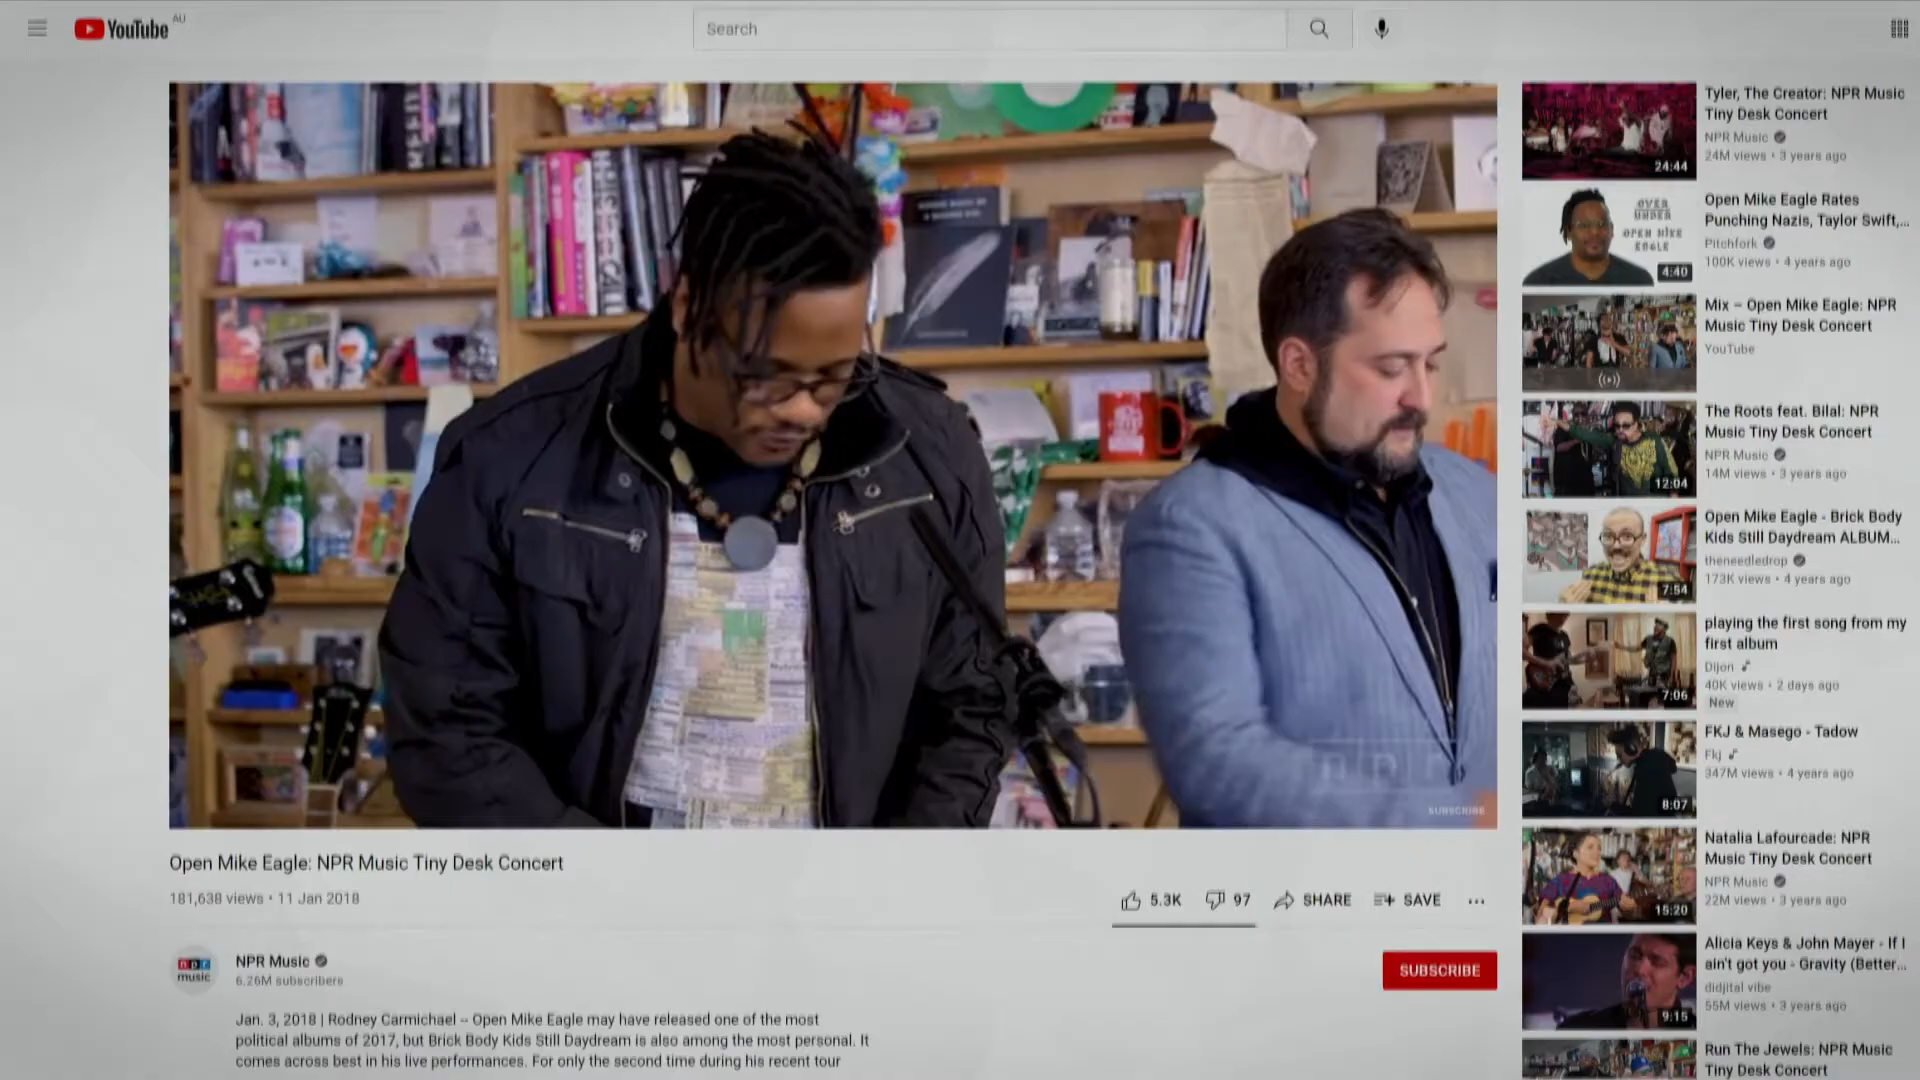 YouTube AU
Search
SUBSCRIBE
Open Mike Eagle: NPR Music Tiny Desk Concert
181,638 views • 11 Jan 2018
5.3K
97
SHARE
SAVE
npr
music
NPR Music
6.26M subscribers
SUBSCRIBE
Jan. 3, 2018 | Rodney Carmichael -- Open Mike Eagle may have released one of the most
political albums of 2017, but Brick Body Kids Still Daydream is also among the most personal. It
comes across best in his live performances. For only the second time during his recent tour
24:44
Tyler, The Creator: NPR Music
Tiny Desk Concert
NPR Music
24M views • 3 years ago
OVER
UNDER
OPEN MIKE
EAGLE
4:40
Open Mike Eagle Rates
Punching Nazis, Taylor Swift,...
Pitchfork
100K views • 4 years ago
Mix – Open Mike Eagle: NPR
Music Tiny Desk Concert
YouTube
12:04
The Roots feat. Bilal: NPR
Music Tiny Desk Concert
NPR Music
14M views • 3 years ago
7:54
Open Mike Eagle - Brick Body
Kids Still Daydream ALBUM...
theneedledrop
173K views • 4 years ago
7:06
playing the first song from my
first album
Dijon
40K views • 2 days ago
New
8:07
FKJ & Masego - Tadow
Fkj
347M views • 4 years ago
15:20
Natalia Lafourcade: NPR
Music Tiny Desk Concert
NPR Music
22M views • 3 years ago
9:15
Alicia Keys & John Mayer - If I
ain't got you - Gravity (Better...
didjital vibe
55M views • 3 years ago
Run The Jewels: NPR Music
Tiny Desk Concert